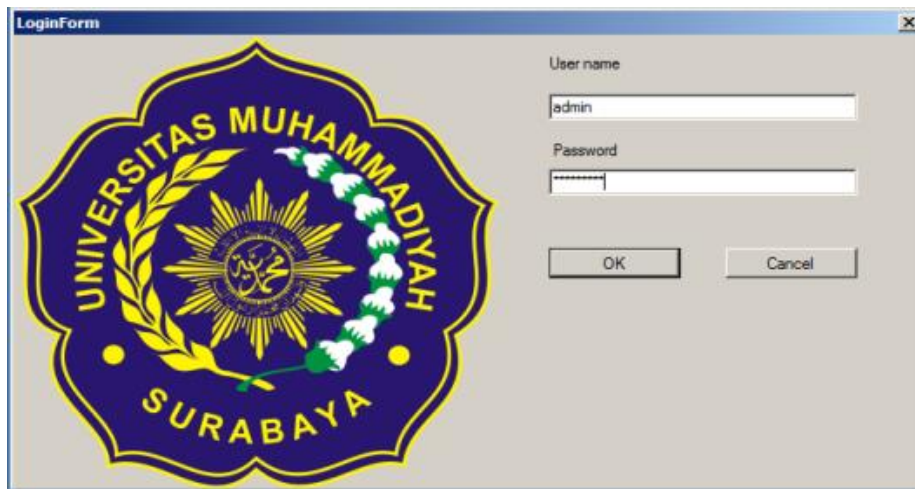 LoginForm
UNIVERSITAS MUHAMMADIYAH
SURABAYA
User name
admin
Password
*********
OK
Cancel